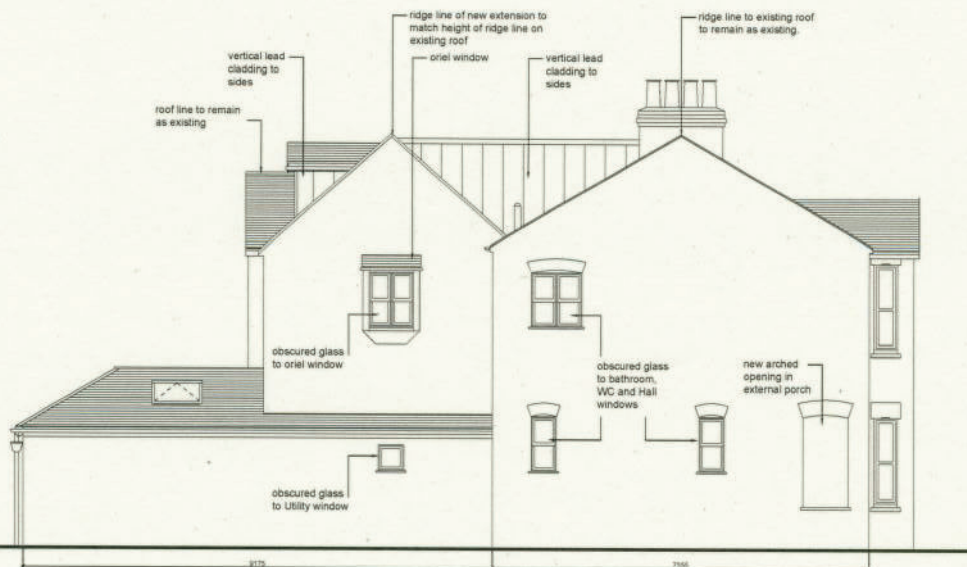 ridge line of new extension to
match height of ridge line on
existing roof
ridge line to existing roof
to remain as existing.
vertical lead
cladding to
sides
oriel window
vertical lead
cladding to
sides
roof line to remain
as existing
obscured glass
to oriel window
obscured glass
to bathroom,
WC and Hall
windows
new arched
opening in
external porch
obscured glass
to Utility window
9175